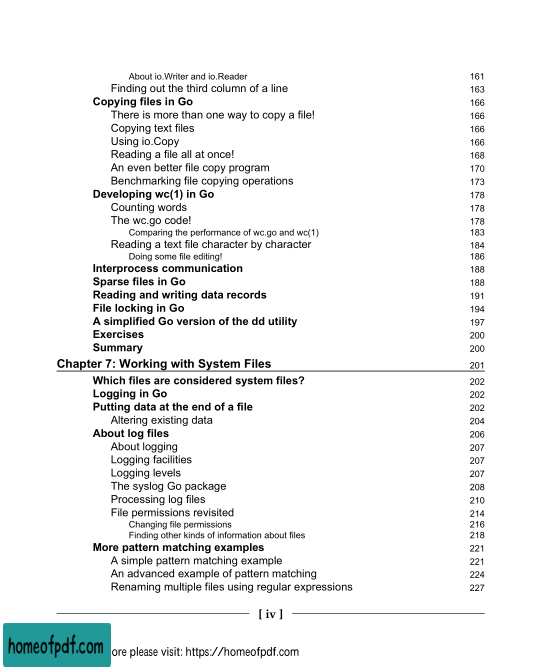 About io.Writer and io.Reader 161
Finding out the third column of a line 163
Copying files in Go 166
There is more than one way to copy a file! 166
Copying text files 166
Using io.Copy 166
Reading a file all at once! 168
An even better file copy program 170
Benchmarking file copying operations 173
Developing wc(1) in Go 178
Counting words 178
The wc.go code! 178
Comparing the performance of wc.go and wc(1) 183
Reading a text file character by character 184
Doing some file editing! 186
Interprocess communication 188
Sparse files in Go 188
Reading and writing data records 191
File locking in Go 194
A simplified Go version of the dd utility 197
Exercises 200
Summary 200
Chapter 7: Working with System Files 201
Which files are considered system files? 202
Logging in Go 202
Putting data at the end of a file 202
Altering existing data 204
About log files 206
About logging 207
Logging facilities 207
Logging levels 207
The syslog Go package 208
Processing log files 210
File permissions revisited 214
Changing file permissions 216
Finding other kinds of information about files 218
More pattern matching examples 221
A simple pattern matching example 221
An advanced example of pattern matching 224
Renaming multiple files using regular expressions 227
[ iv ]
homeofpdf.com ore please visit: https://homeofpdf.com